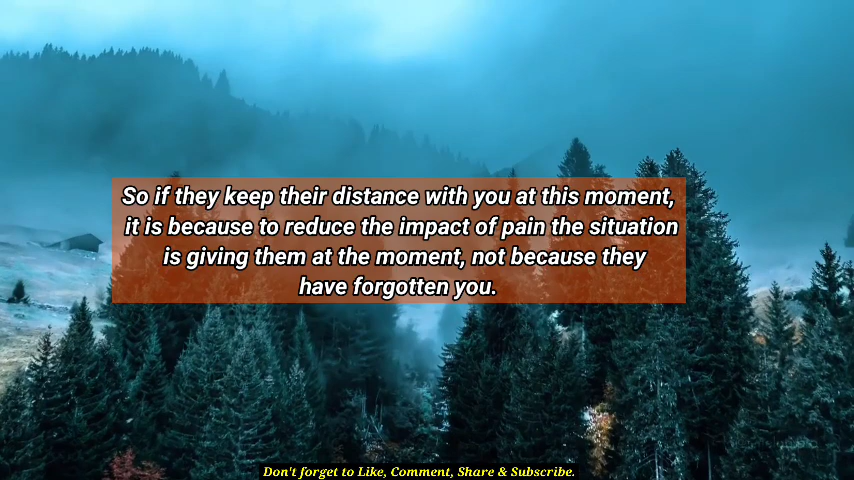 So if they keep their distance with you at this moment,
it is because to reduce the impact of pain the situation
is giving them at the moment, not because they
have forgotten you.
Don't forget to Like, Comment, Share & Subscribe.